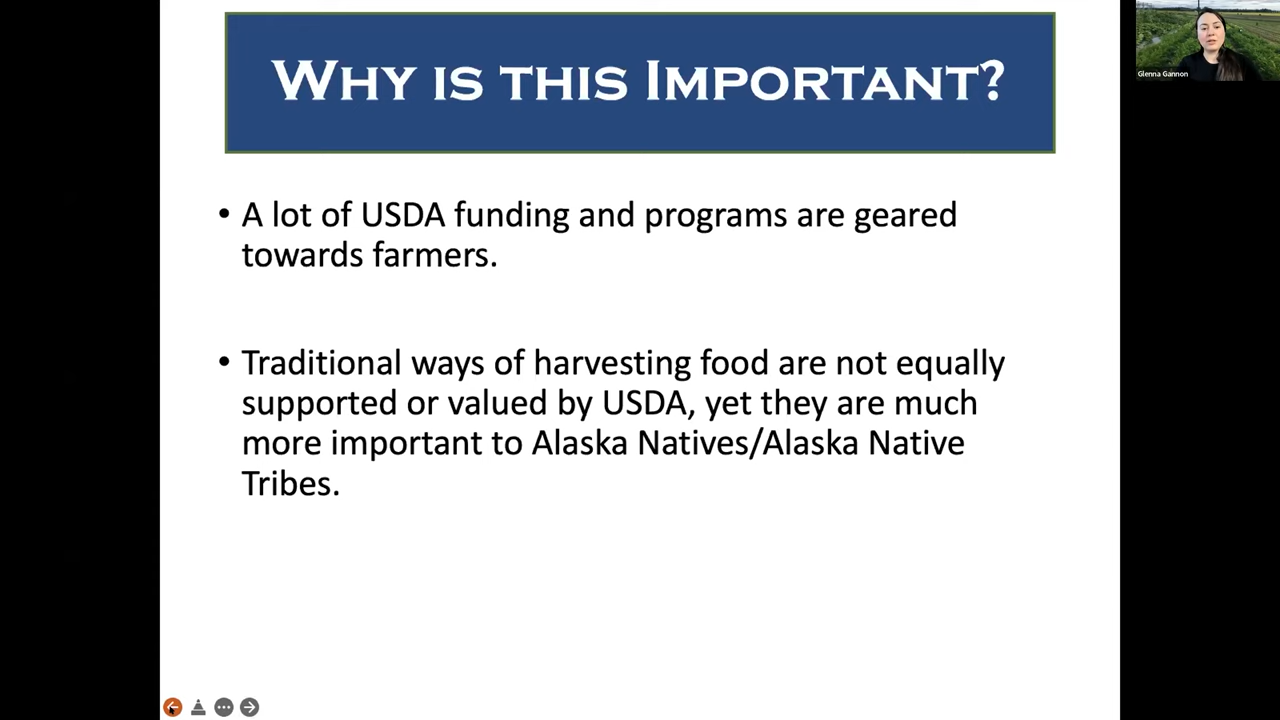 WHY IS THIS IMPORTANT?
Glenna Gannon
• A lot of USDA funding and programs are geared
towards farmers.
• Traditional ways of harvesting food are not equally
supported or valued by USDA, yet they are much
more important to Alaska Natives/Alaska Native
Tribes.